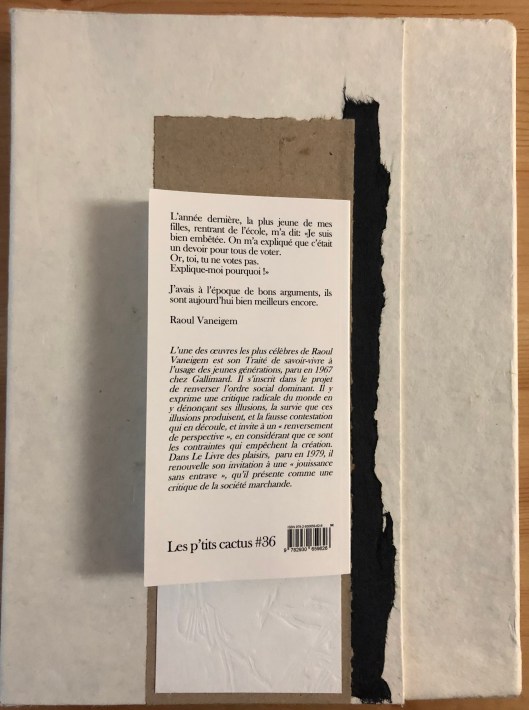 L'année dernière, la plus jeune de mes
filles, rentrant de l'école, m'a dit: «Je suis
bien embêtée. On m'a expliqué que c'était
un devoir pour tous de voter.
Or, toi, tu ne votes pas.
Explique-moi pourquoi !»
J'avais à l'époque de bons arguments, ils
sont aujourd'hui bien meilleurs encore.
Raoul Vaneigem
L'une des œuvres les plus célèbres de Raoul
Vaneigem est son Traité de savoir-vivre à
l'usage des jeunes générations, paru en 1967
chez Gallimard. Il s'inscrit dans le projet
de renverser l'ordre social dominant. Il y
exprime une critique radicale du monde en
y dénonçant ses illusions, la survie que ces
illusions produisent, et la fausse contestation
qui en découle, et invite à un « renversement
de perspective », en considérant que ce sont
les contraintes qui empêchent la création.
Dans Le Livre des plaisirs, paru en 1979, il
renouvelle son invitation à une « jouissance
sans entrave », qu'il présente comme une
critique de la société marchande.
Les p'tits cactus #36